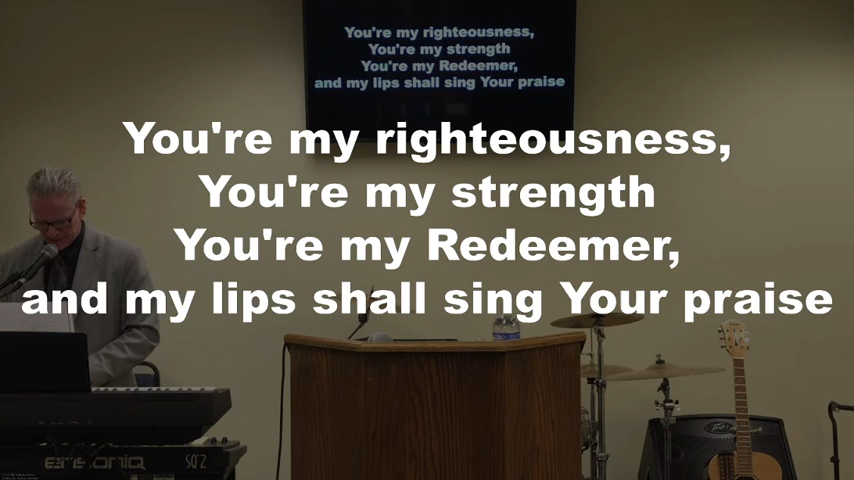 You're my righteousness,
You're my strength
You're my Redeemer,
and my lips shall sing Your praise
You're my righteousness,
You're my strength
You're my Redeemer,
and my lips shall sing Your praise
ensoniq SQ2
PEAVEY